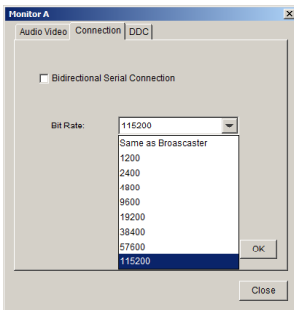 Monitor A
Audio Video Connection DDC
Bidirectional Serial Connection
Bit Rate: 115200
Same as Broascaster
1200
2400
4800
9600
19200
38400
57600
115200
OK
Close